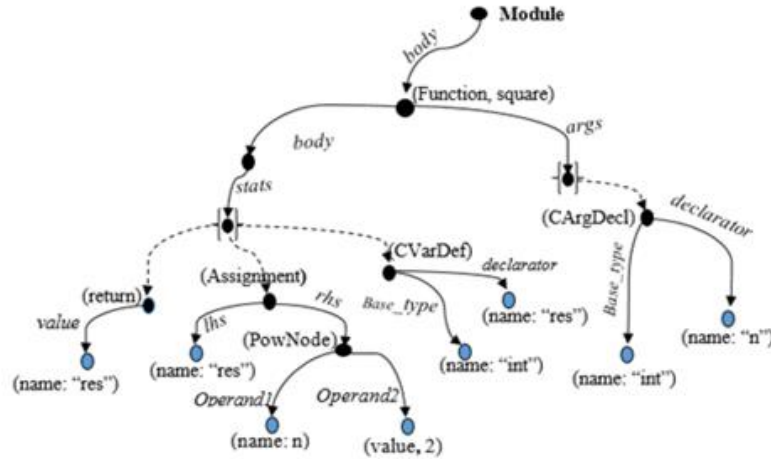 Module
body
(Function, square)
body
args
stats
(CArgDecl)
declarator
(CVarDef)
declarator
(Assignment)
(return)
value
lhs
rhs
Base_type
(name: “res”)
Base_type
(name: “n”)
(PowNode)
(name: “res”)
(name: “res”)
(name: “int”)
(name: “int”)
Operand1
Operand2
(name: n)
(value, 2)